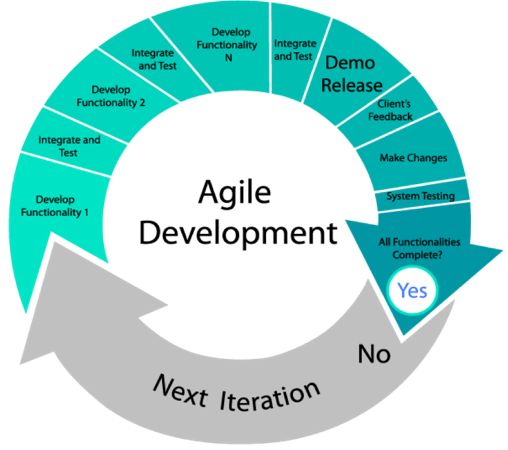 Develop
Functionality 1
Integrate and
Test
Develop
Functionality 2
Integrate
and Test
Develop
Functionality
N
Integrate
and Test
Demo
Release
Client's
Feedback
Make Changes
System Testing
All Functionalities
Complete?
Yes
No
Next Iteration
Agile
Development